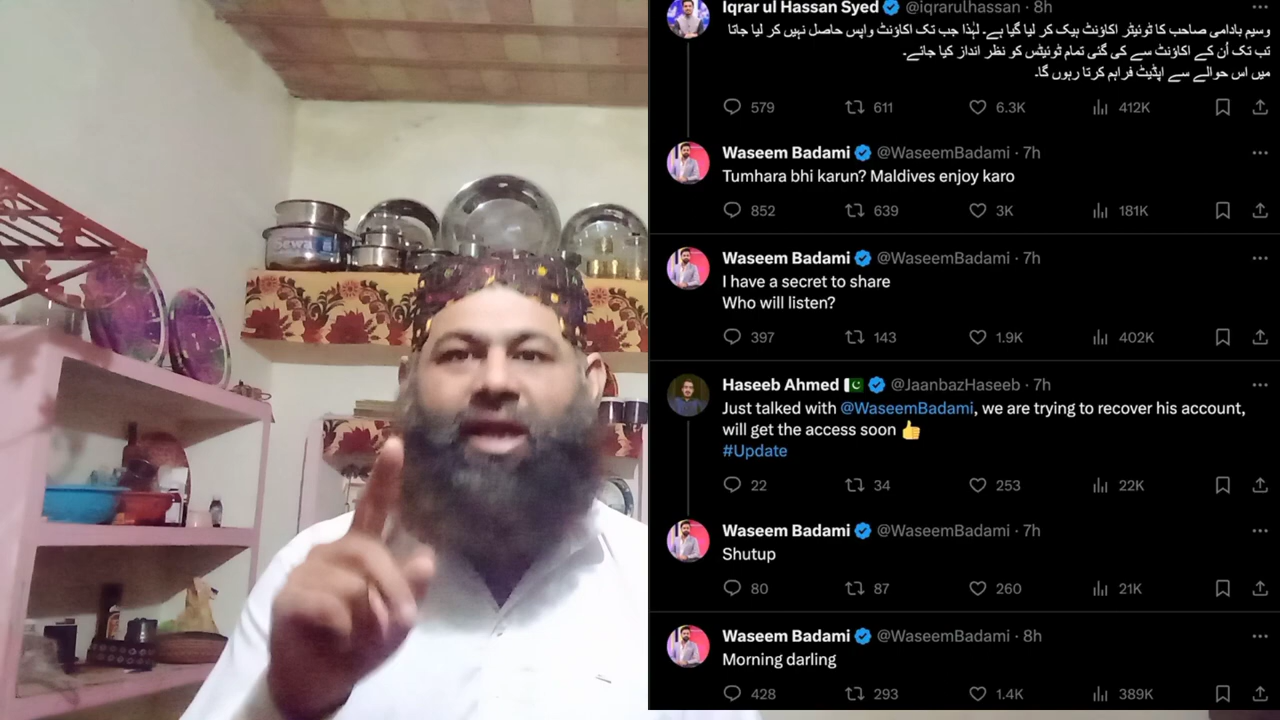 Sewa
Iqrar ul Hassan Syed @iqrarulhassan · 8h
وسیم بادامی صاحب کا ٹوئیٹر اکاؤنٹ ہیک کر لیا گیا ہے۔ لہٰذا جب تک اکاؤنٹ واپس حاصل نہیں کر لیا جاتا
تب تک اُن کے اکاؤنٹ سے کی گئی تمام ٹوئیٹس کو نظر انداز کیا جائے۔
میں اس حوالے سے اپڈیٹ فراہم کرتا رہوں گا۔
579 611 6.3K 412K
Waseem Badami @WaseemBadami · 7h
Tumhara bhi karun? Maldives enjoy karo
852 639 3K 181K
Waseem Badami @WaseemBadami · 7h
I have a secret to share
Who will listen?
397 143 1.9K 402K
Haseeb Ahmed @JaanbazHaseeb · 7h
Just talked with @WaseemBadami, we are trying to recover his account,
will get the access soon 👍
#Update
22 34 253 22K
Waseem Badami @WaseemBadami · 7h
Shutup
80 87 260 21K
Waseem Badami @WaseemBadami · 8h
Morning darling
428 293 1.4K 389K